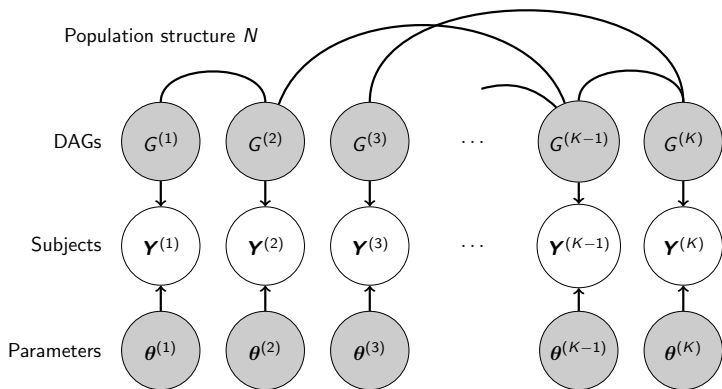 Population structure N
DAGs G^(1) G^(2) G^(3) ... G^(K−1) G^(K)
Subjects Y^(1) Y^(2) Y^(3) ... Y^(K−1) Y^(K)
Parameters θ^(1) θ^(2) θ^(3) θ^(K−1) θ^(K)